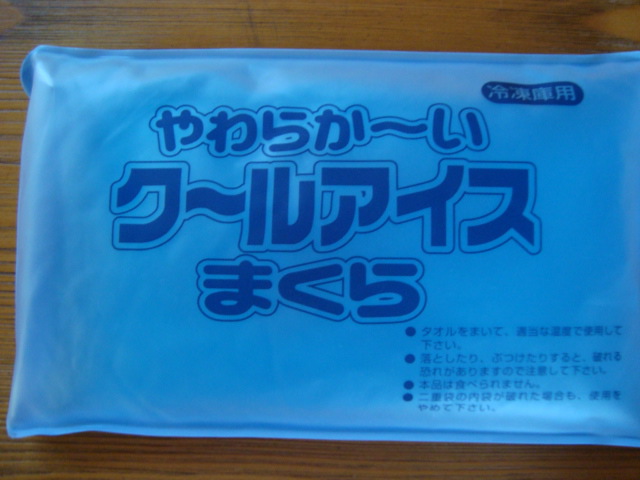 冷凍庫用
やわらか〜い
クールアイス
まくら
● タオルをまいて、適当な温度で使用して
下さい。
● 落としたり、ぶつけたりすると、破れる
恐れがありますので注意して下さい。
● 本品は食べられません。
● 二重袋の内袋が破れた場合も、使用を
やめて下さい。